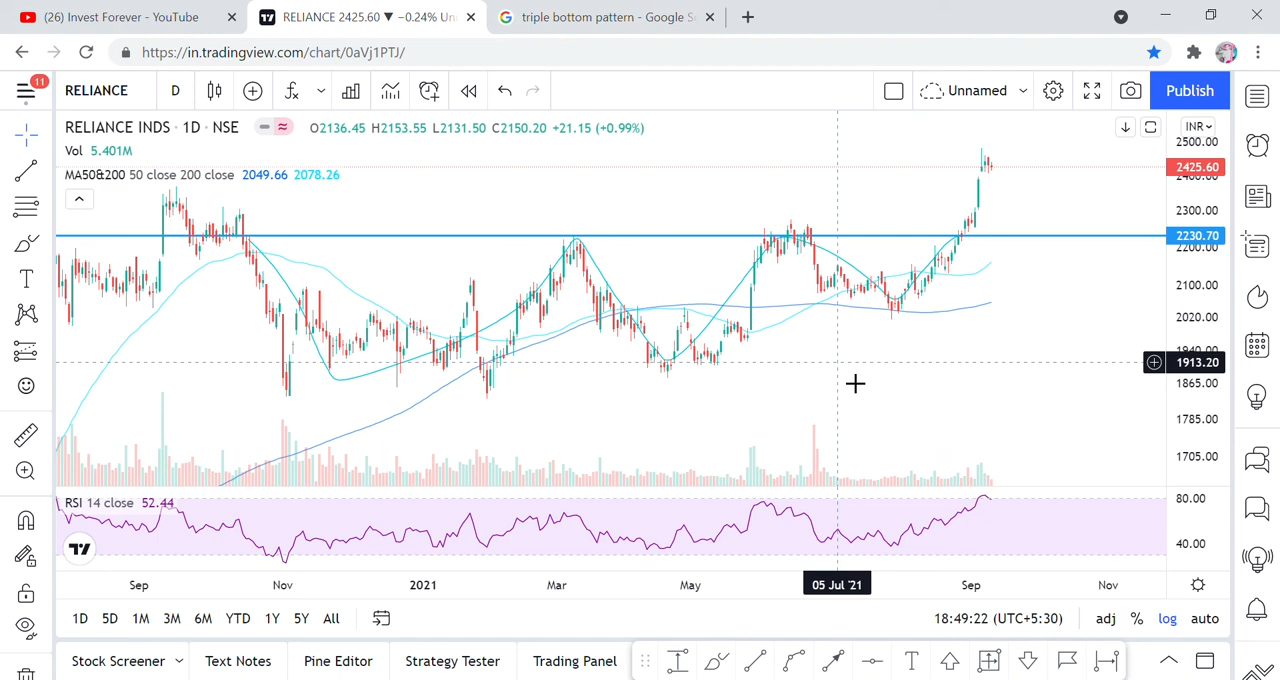 (26) Invest Forever - YouTube
RELIANCE 2425.60 ▼ −0.24% Un
triple bottom pattern - Google Se
https://in.tradingview.com/chart/0aVj1PTJ/
11
RELIANCE
D
Unnamed
Publish
RELIANCE INDS · 1D · NSE
O2136.45 H2153.55 L2131.50 C2150.20 +21.15 (+0.99%)
INR
Vol 5.401M
MA50&200 50 close 200 close 2049.66 2078.26
2500.00
2425.60
2400.00
2300.00
2230.70
2200.00
2100.00
2020.00
1940.00
1913.20
1865.00
1785.00
1705.00
RSI 14 close 52.44
80.00
40.00
Sep
Nov
2021
Mar
May
05 Jul '21
Sep
Nov
1D 5D 1M 3M 6M YTD 1Y 5Y All
18:49:22 (UTC+5:30)
adj % log auto
Stock Screener
Text Notes
Pine Editor
Strategy Tester
Trading Panel